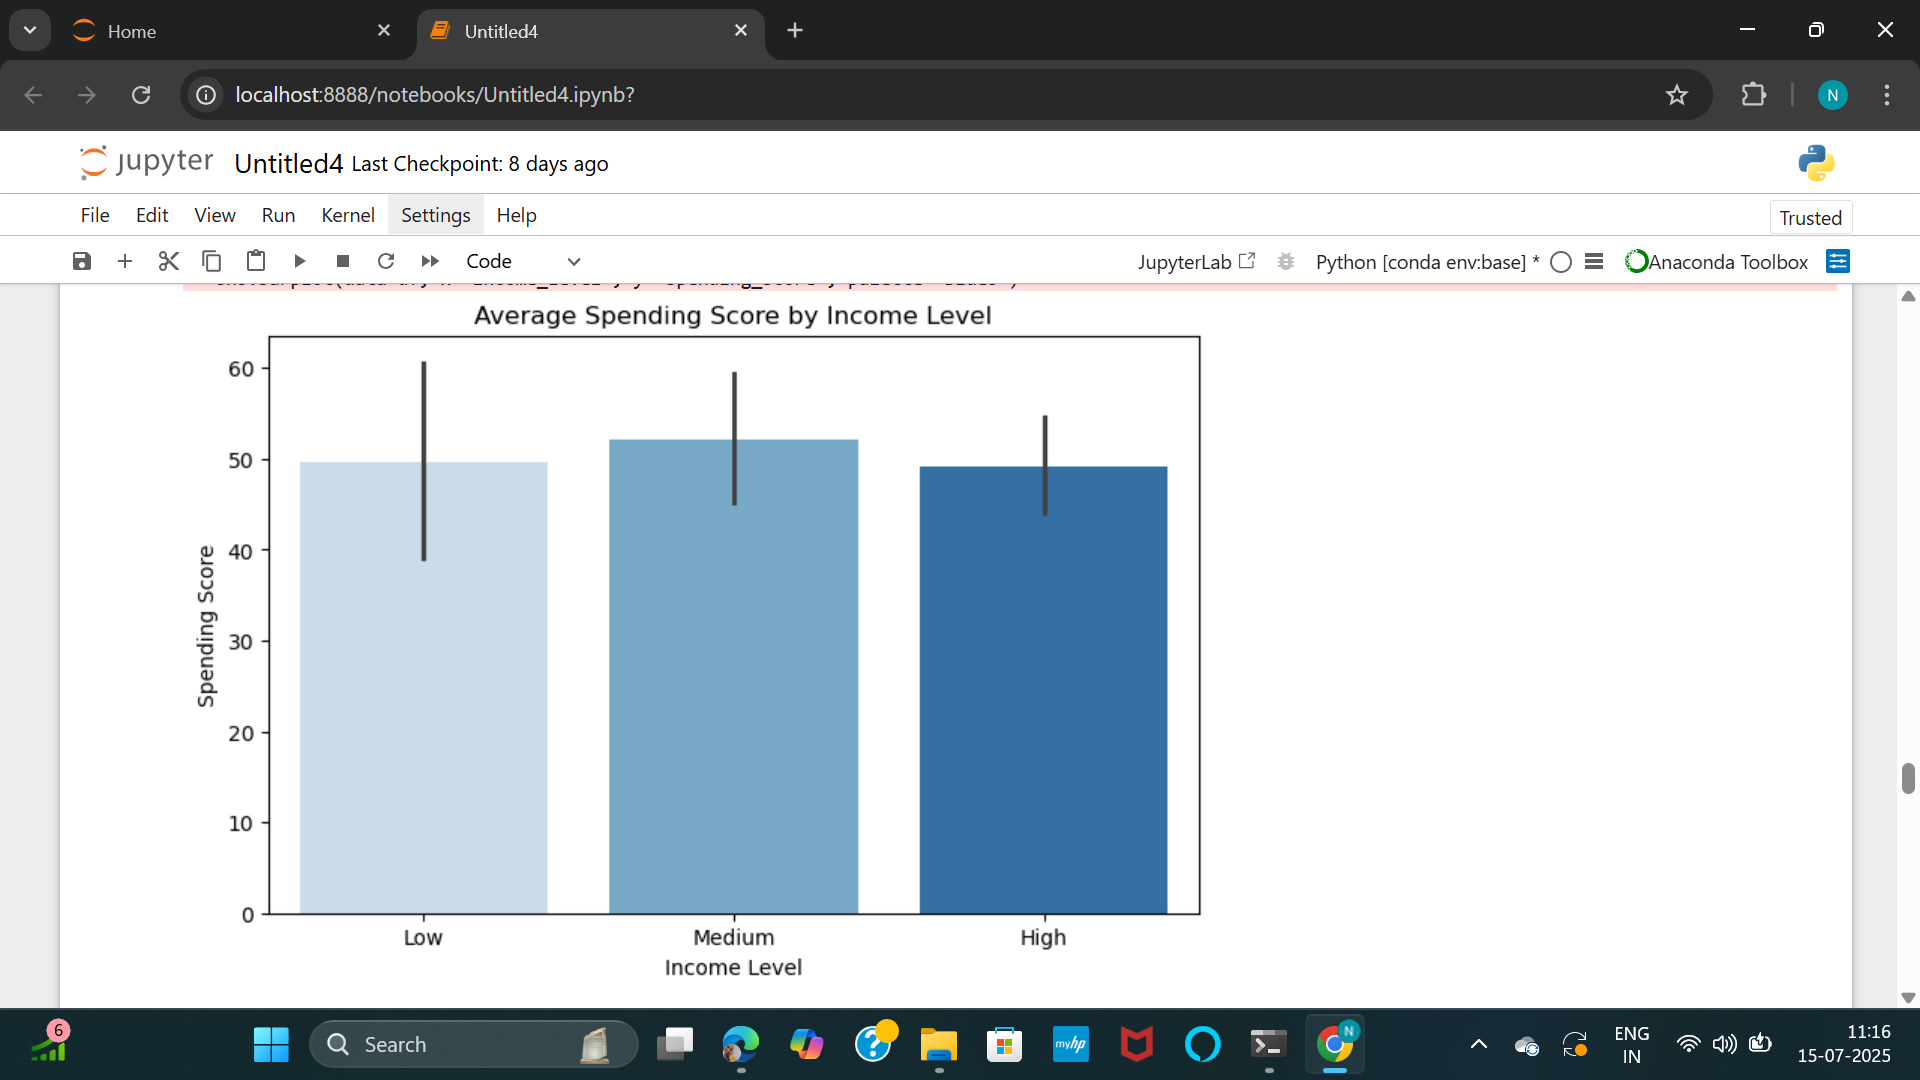 Home
Untitled4
localhost:8888/notebooks/Untitled4.ipynb?
N
jupyter Untitled4 Last Checkpoint: 8 days ago
File Edit View Run Kernel Settings Help
Trusted
Code
JupyterLab
Python [conda env:base] *
Anaconda Toolbox
Average Spending Score by Income Level
60
50
40
30
20
10
0
Spending Score
Low Medium High
Income Level
6
Search
?
myhp
N
ENG
IN
11:16
15-07-2025